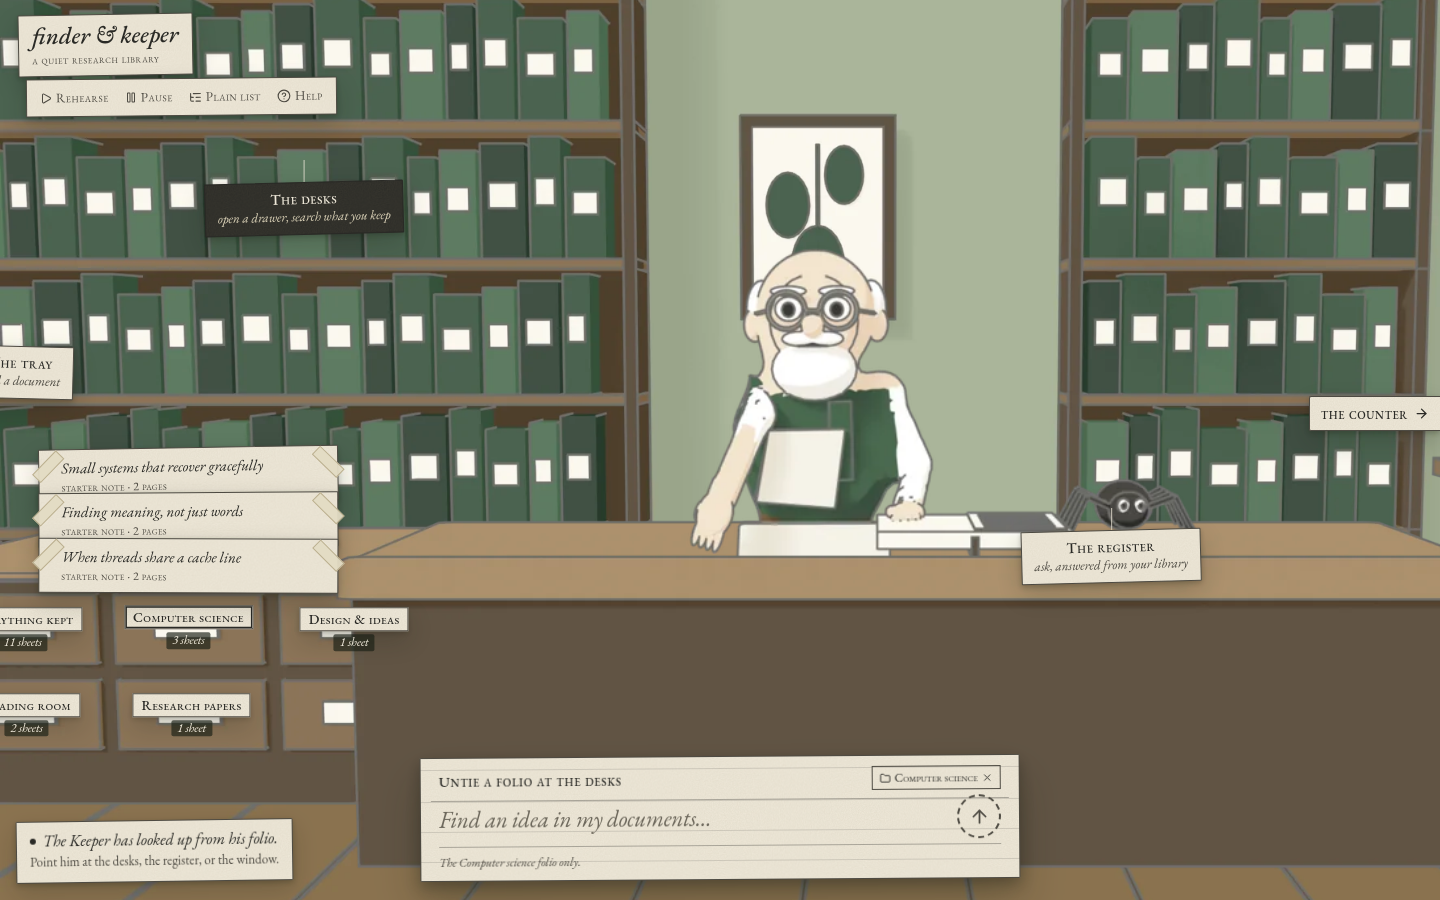 finder & keeper
A QUIET RESEARCH LIBRARY
REHEARSE PAUSE PLAIN LIST HELP
THE DESKS
open a drawer, search what you keep
HE TRAY
a document
THE COUNTER
Small systems that recover gracefully
STARTER NOTE · 2 PAGES
Finding meaning, not just words
STARTER NOTE · 2 PAGES
When threads share a cache line
STARTER NOTE · 2 PAGES
THE REGISTER
ask, answered from your library
YTHING KEPT
11 sheets
COMPUTER SCIENCE
3 sheets
DESIGN & IDEAS
1 sheet
ADING ROOM
2 sheets
RESEARCH PAPERS
1 sheet
UNTIE A FOLIO AT THE DESKS
COMPUTER SCIENCE ×
Find an idea in my documents...
The Computer science folio only.
• The Keeper has looked up from his folio.
Point him at the desks, the register, or the window.